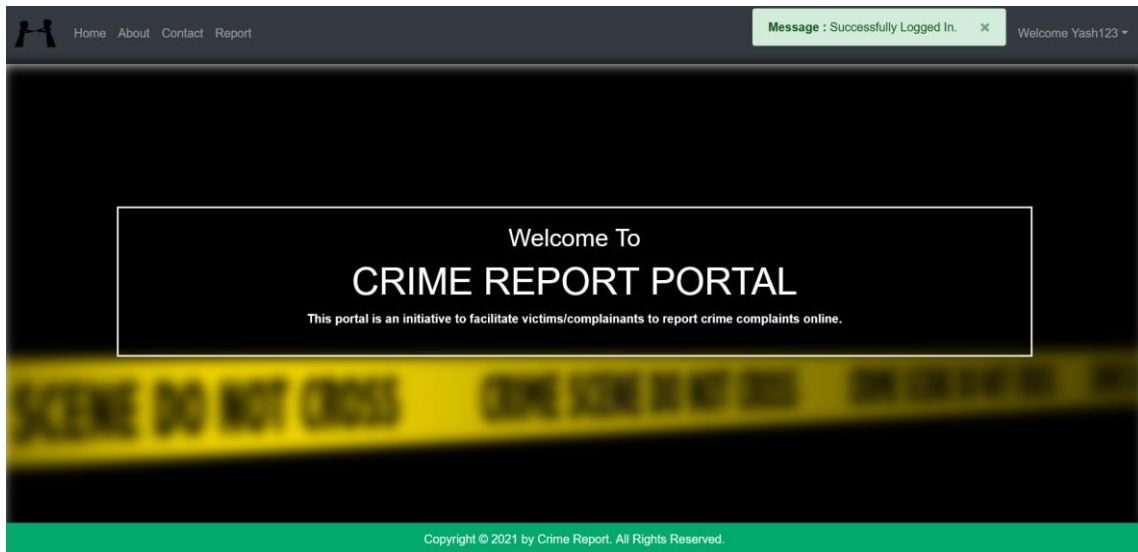 Home About Contact Report
Message : Successfully Logged In. ×
Welcome Yash123
Welcome To
CRIME REPORT PORTAL
This portal is an initiative to facilitate victims/complainants to report crime complaints online.
SCENE DO NOT CROSS CRIME SCENE DO NOT CROSS
Copyright © 2021 by Crime Report. All Rights Reserved.